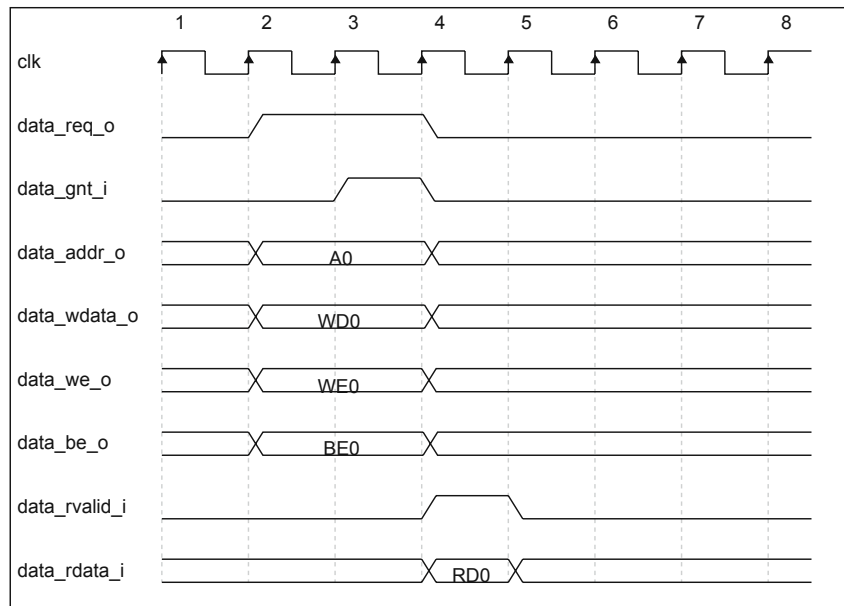 1 2 3 4 5 6 7 8
clk
data_req_o
data_gnt_i
data_addr_o A0
data_wdata_o WD0
data_we_o WE0
data_be_o BE0
data_rvalid_i
data_rdata_i RD0